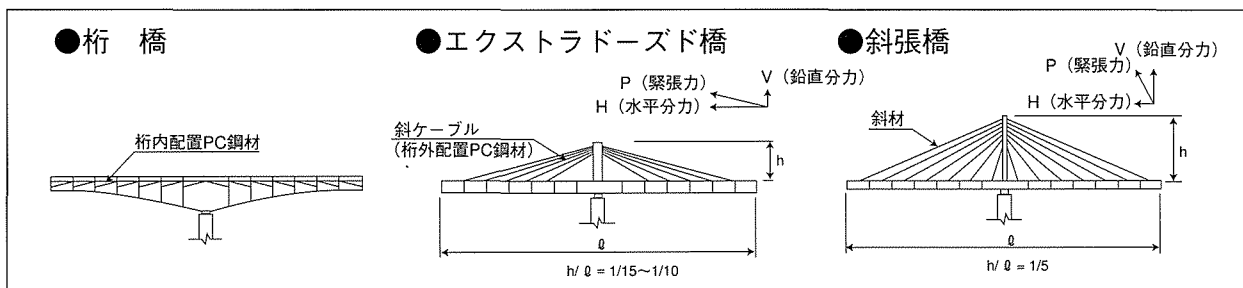 ●桁　橋
桁内配置PC鋼材
●エクストラドーズド橋
V（鉛直分力）
P（緊張力）
H（水平分力）
斜ケーブル
（桁外配置PC鋼材）
h
ℓ
h/ ℓ = 1/15～1/10
●斜張橋
V（鉛直分力）
P（緊張力）
H（水平分力）
斜材
h
ℓ
h/ ℓ = 1/5